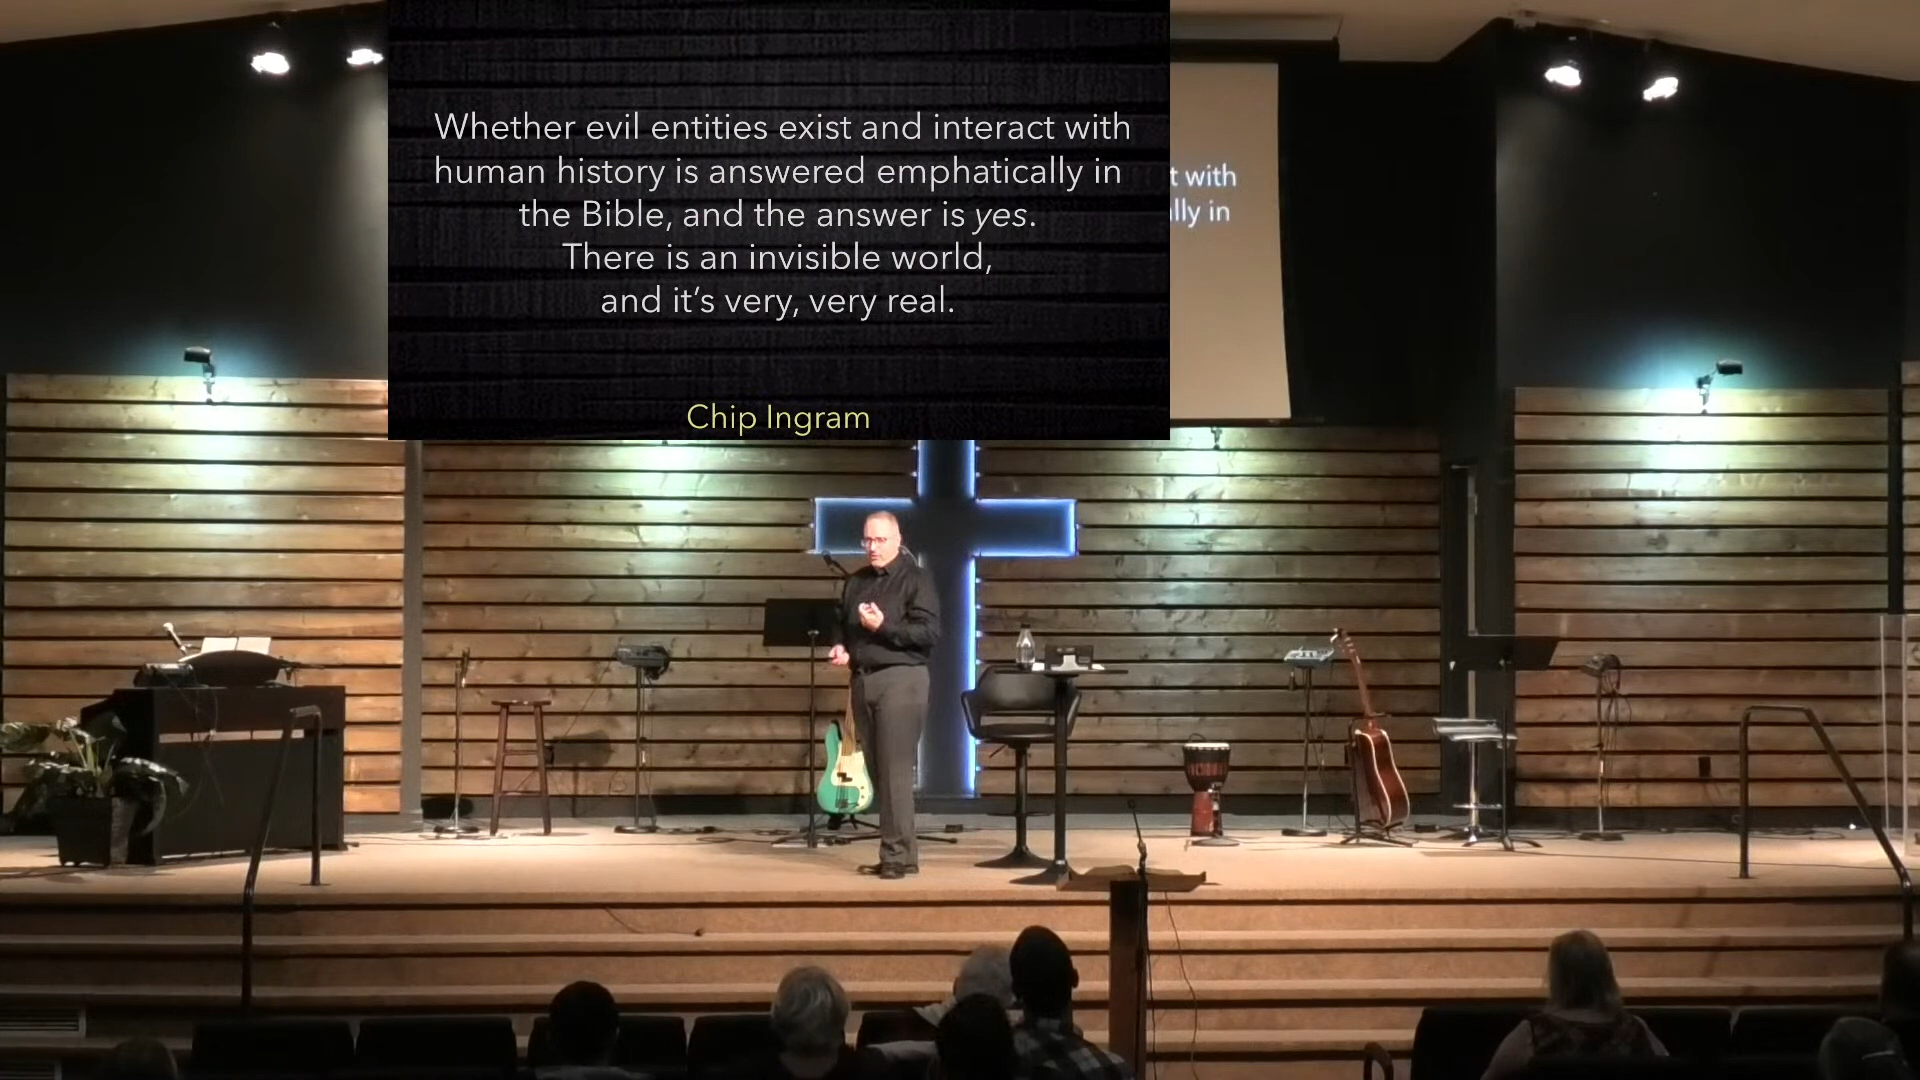 Whether evil entities exist and interact with
human history is answered emphatically in
the Bible, and the answer is yes.
There is an invisible world,
and it's very, very real.
Chip Ingram
t with
lly in